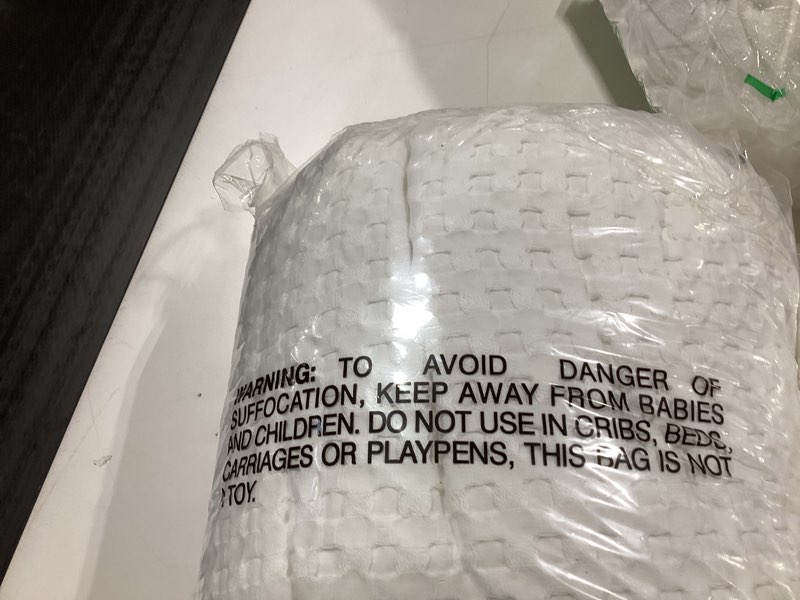 WARNING: TO AVOID DANGER OF
SUFFOCATION, KEEP AWAY FROM BABIES
AND CHILDREN. DO NOT USE IN CRIBS, BEDS,
CARRIAGES OR PLAYPENS, THIS BAG IS NOT
A TOY.